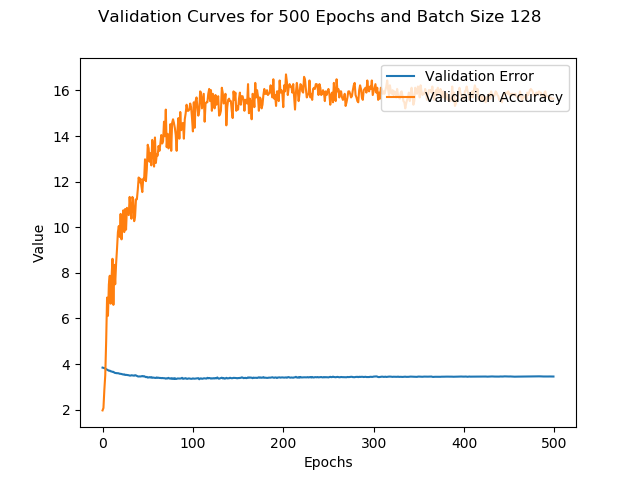 Validation Curves for 500 Epochs and Batch Size 128
Validation Error
Validation Accuracy
16
14
12
10
8
6
4
2
Value
0 100 200 300 400 500
Epochs